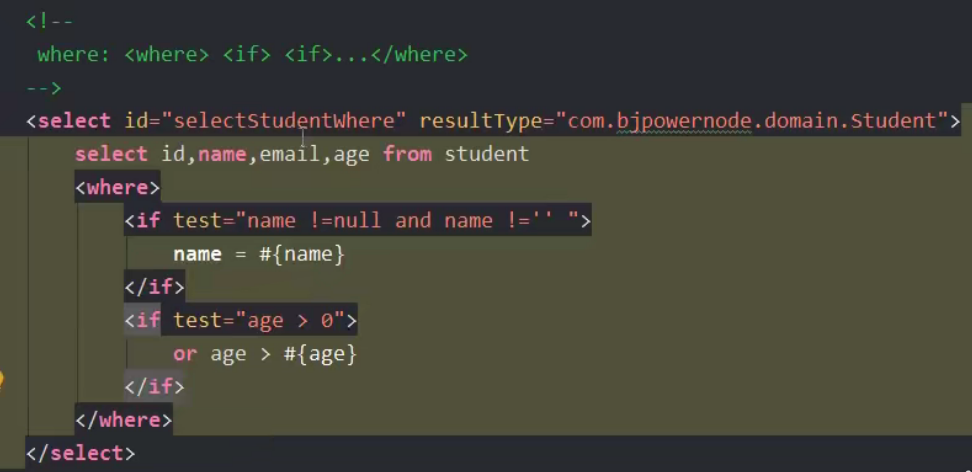 <!--
where: <where> <if> <if>...</where>
-->
<select id="selectStudentWhere" resultType="com.bjpowernode.domain.Student">
select id,name,email,age from student
<where>
<if test="name !=null and name !='' ">
name = #{name}
</if>
<if test="age > 0">
or age > #{age}
</if>
</where>
</select>